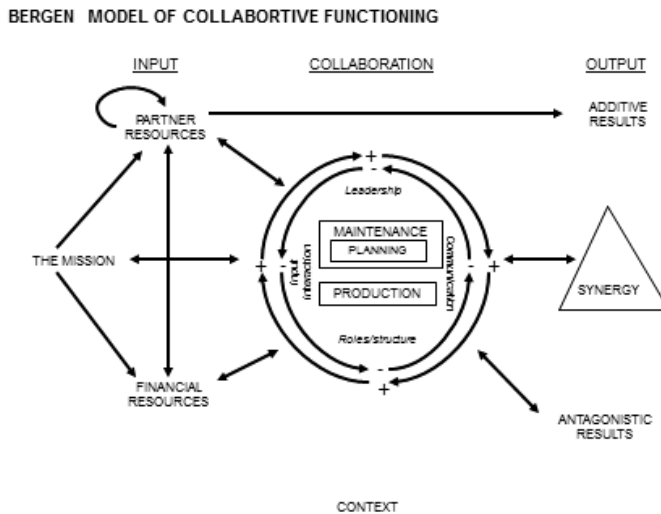 BERGEN MODEL OF COLLABORTIVE FUNCTIONING
INPUT
COLLABORATION
OUTPUT
PARTNER
RESOURCES
ADDITIVE
RESULTS
+
-
Leadership
MAINTENANCE
PLANNING
THE MISSION
+
-
Input/
interaction
Communication
-
+
SYNERGY
PRODUCTION
Roles/structure
-
+
FINANCIAL
RESOURCES
ANTAGONISTIC
RESULTS
CONTEXT